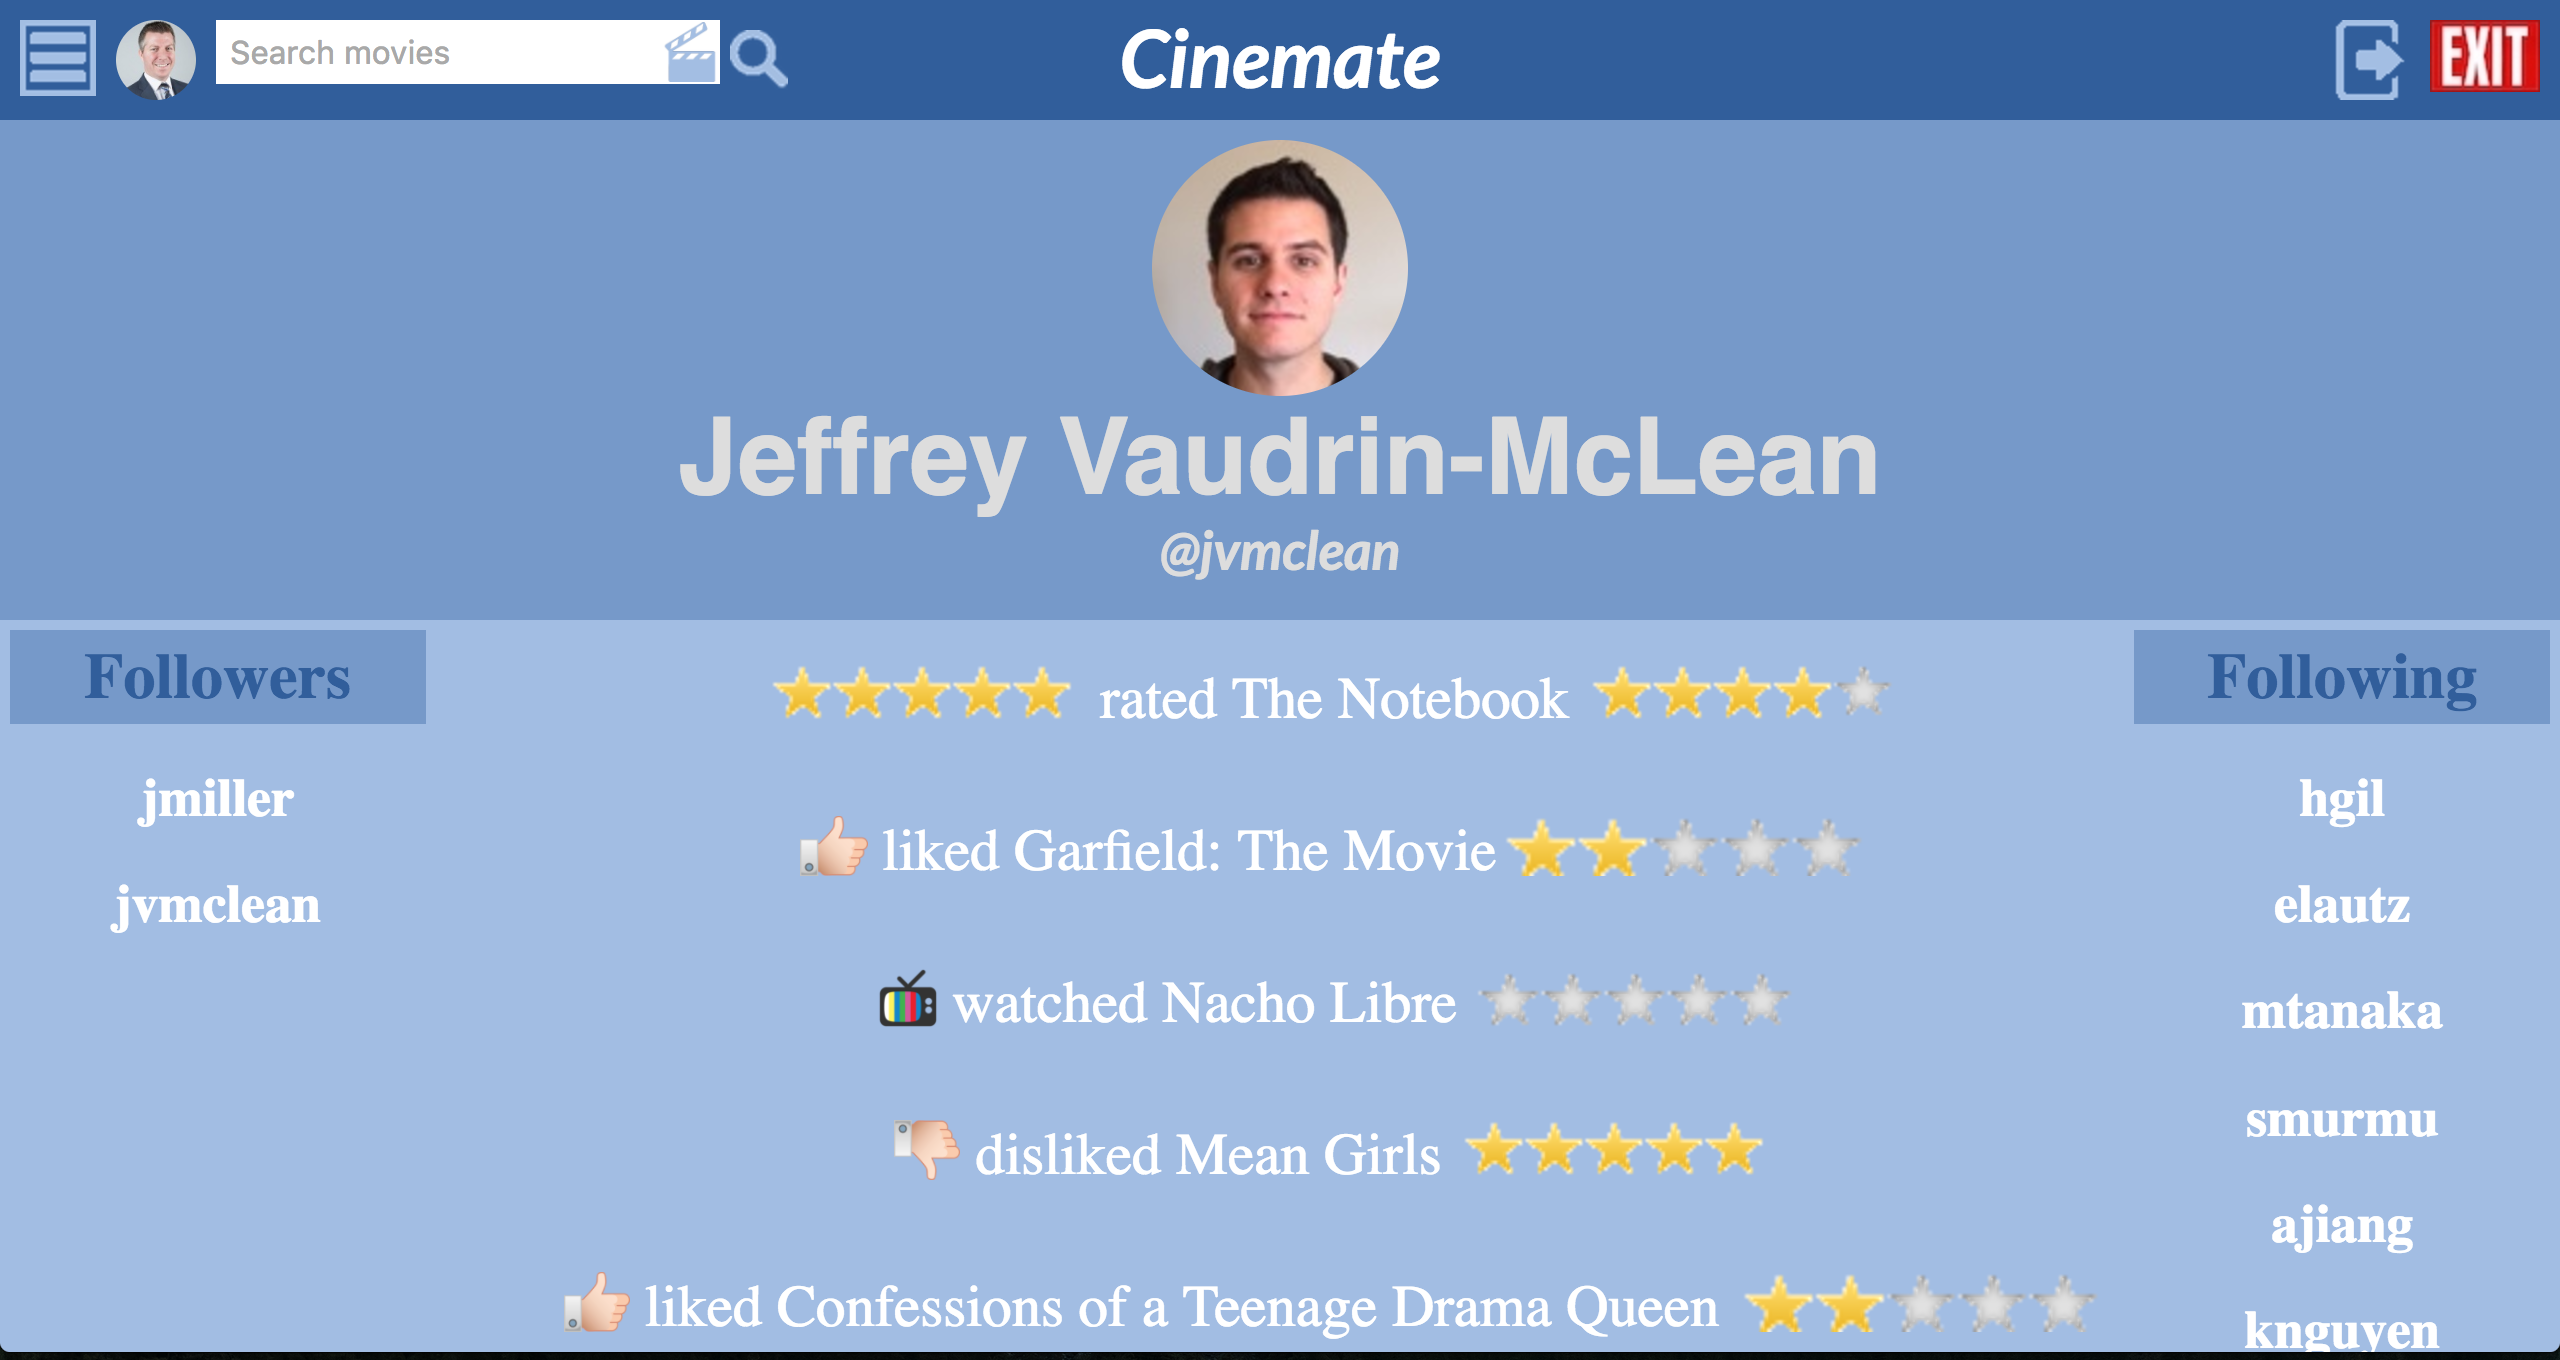 Search movies
Cinemate
EXIT
Jeffrey Vaudrin-McLean
@jvmclean
Followers
jmiller
jvmclean
rated The Notebook
liked Garfield: The Movie
watched Nacho Libre
disliked Mean Girls
liked Confessions of a Teenage Drama Queen
Following
hgil
elautz
mtanaka
smurmu
ajiang
knguyen